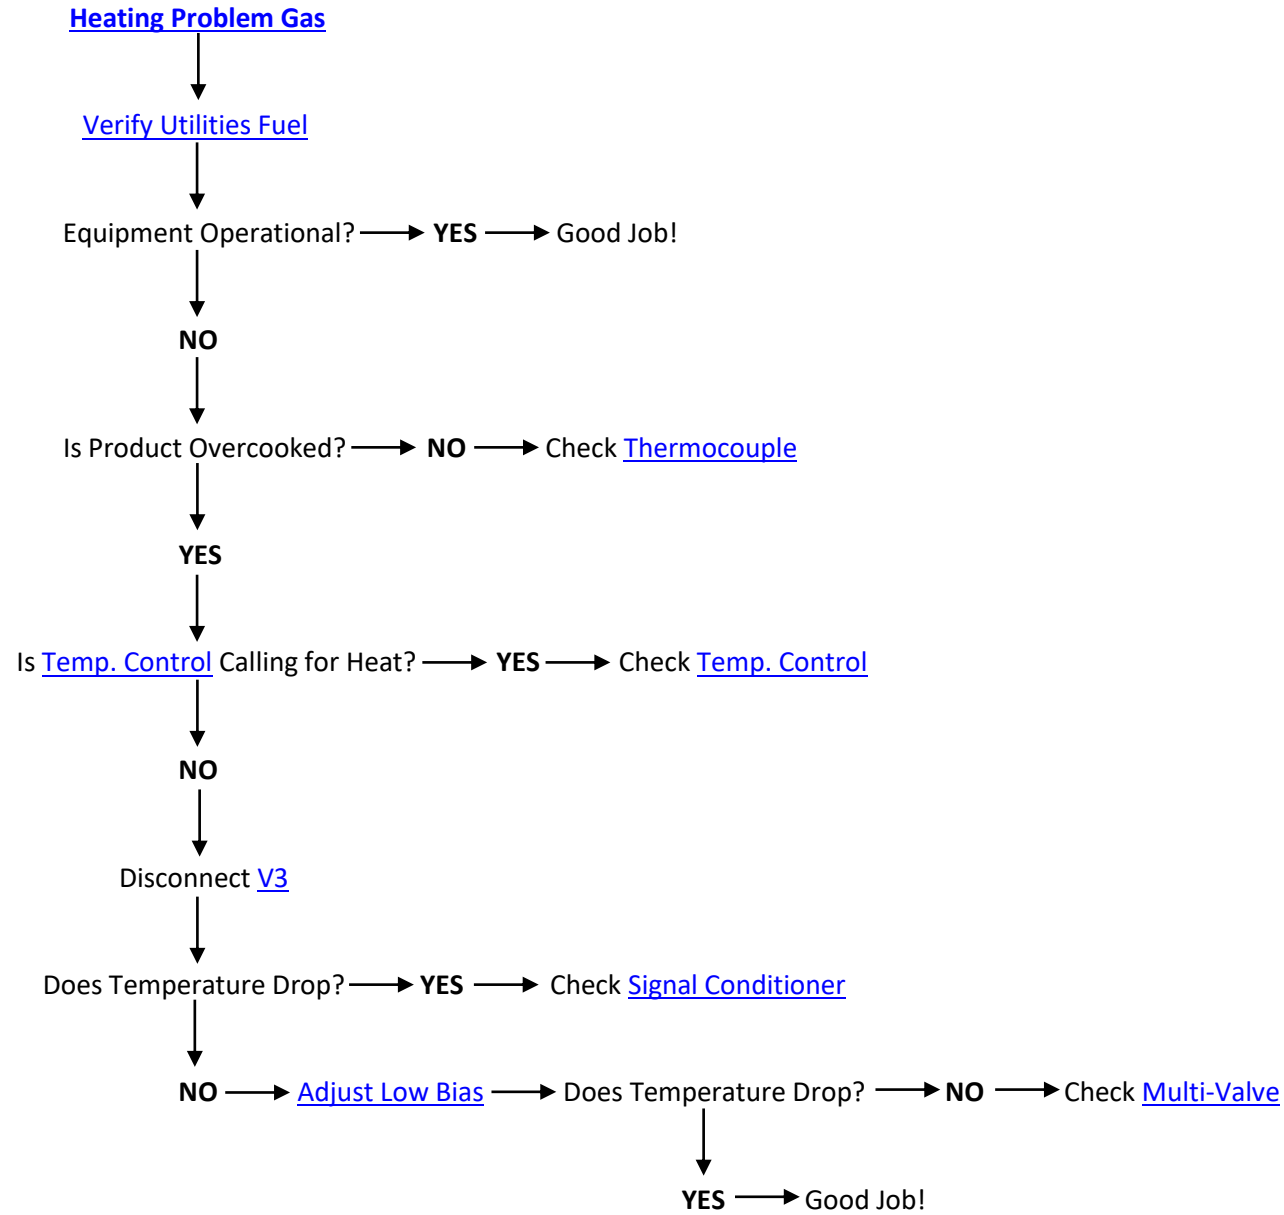 Heating Problem Gas
Verify Utilities Fuel
Equipment Operational? YES Good Job!
NO
Is Product Overcooked? NO Check Thermocouple
YES
Is Temp. Control Calling for Heat? YES Check Temp. Control
NO
Disconnect V3
Does Temperature Drop? YES Check Signal Conditioner
NO Adjust Low Bias Does Temperature Drop? NO Check Multi-Valve
YES Good Job!